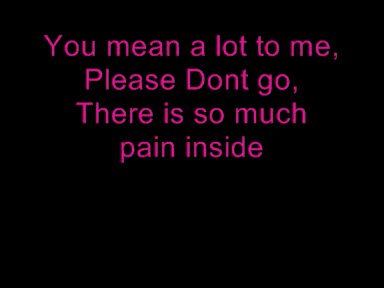 You mean a lot to me,
Please Dont go,
There is so much
pain inside